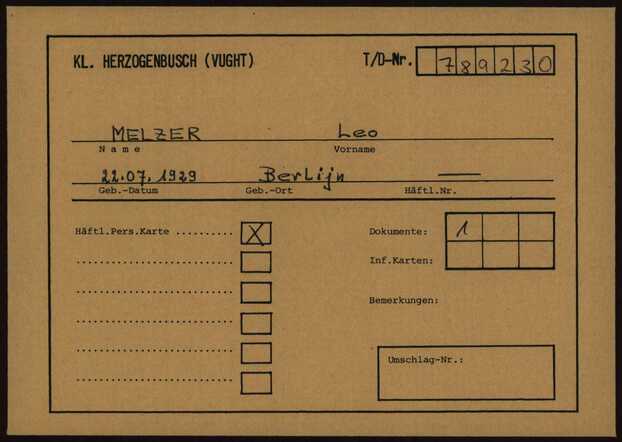 KL. HERZOGENBUSCH (VUGHT) T/D-Nr. 789230
MELZER Leo
Name Vorname
22.07.1929 Berlijn —
Geb.-Datum Geb.-Ort Häftl.Nr.
Häftl.Pers.Karte .......... X Dokumente: 1
Inf.Karten:
Bemerkungen:
Umschlag-Nr.: